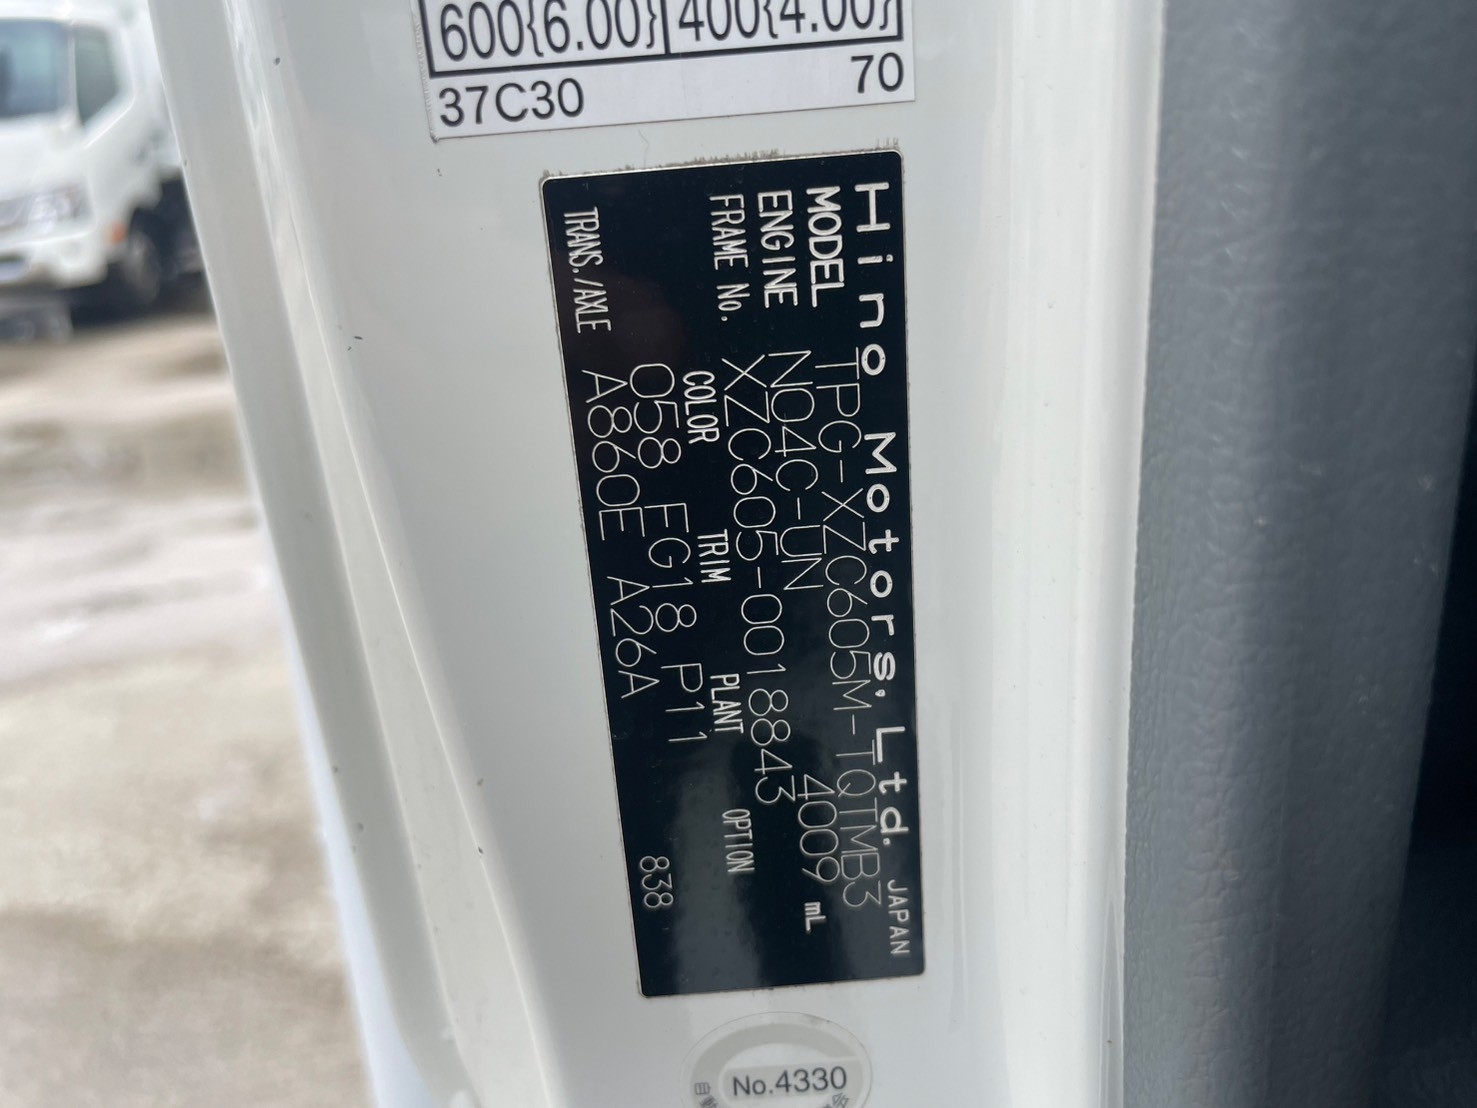 600{6.00} 400{4.00}
37C30 70
Hino Motors, Ltd. JAPAN
MODEL TPG-XZC605M-TQTMB3
ENGINE N04C-UN 4009 mL
FRAME No. XZC605-0018843
COLOR TRIM PLANT OPTION
058 FG18 P11
TRANS./AXLE A860E A26A 838
No.4330